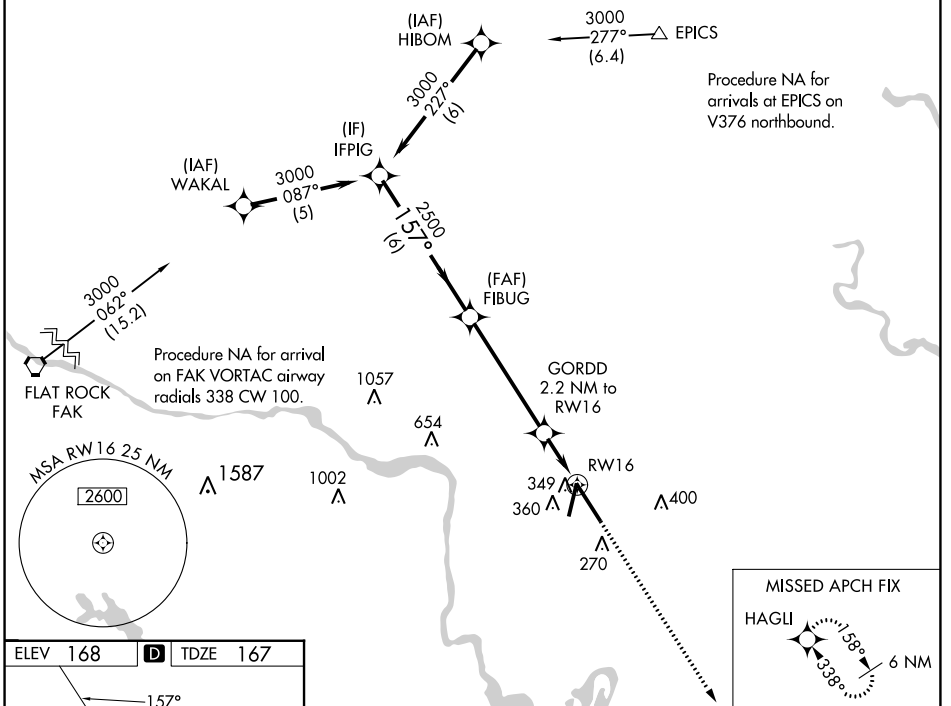 (IAF)
HIBOM
3000
277°
(6.4)
EPICS
Procedure NA for
arrivals at EPICS on
V376 northbound.
3000
227°
(6)
(IF)
IFPIG
(IAF)
WAKAL
3000
087°
(5)
2500
157°
(6)
(FAF)
FIBUG
3000
062°
(15.2)
FLAT ROCK
FAK
Procedure NA for arrival
on FAK VORTAC airway
radials 338 CW 100.
1057
654
GORDD
2.2 NM to
RW16
RW16
349
360
400
270
MSA RW16 25 NM
2600
1587
1002
MISSED APCH FIX
HAGLI
158°
338°
6 NM
ELEV 168 D TDZE 167
157°